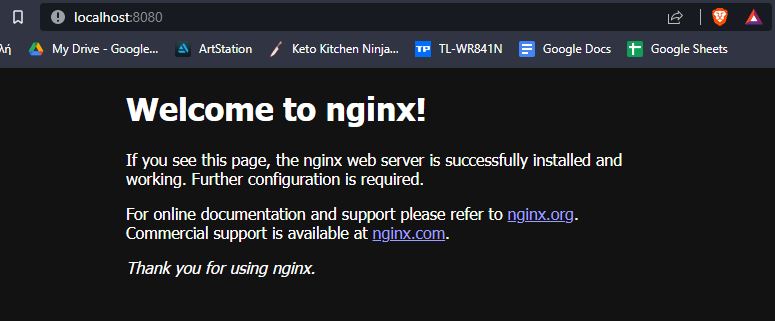 localhost:8080
λή My Drive - Google... ArtStation Keto Kitchen Ninja... TP TL-WR841N Google Docs Google Sheets
Welcome to nginx!
If you see this page, the nginx web server is successfully installed and
working. Further configuration is required.
For online documentation and support please refer to nginx.org.
Commercial support is available at nginx.com.
Thank you for using nginx.